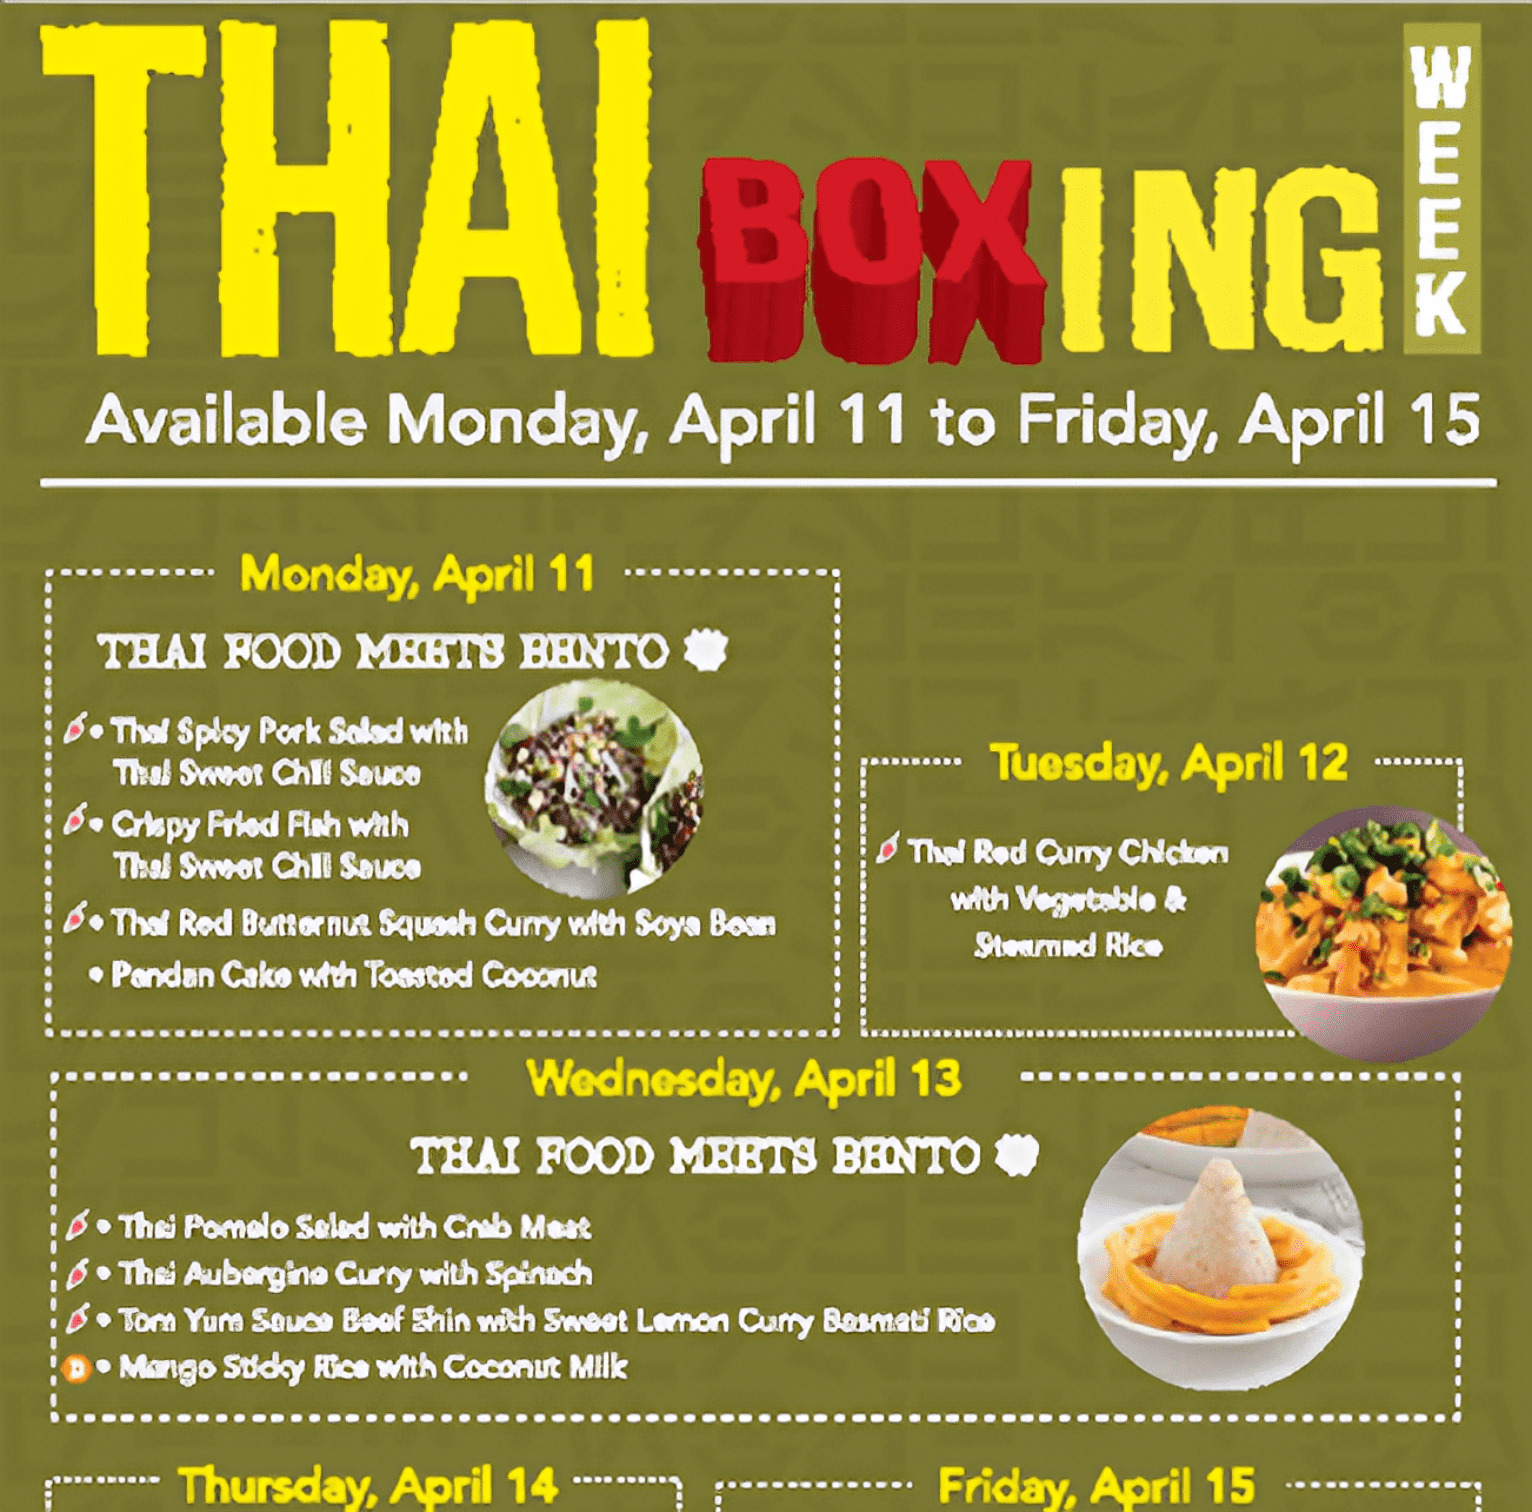 THAI BOXING WEEK
Available Monday, April 11 to Friday, April 15
Monday, April 11
THAI FOOD MEETS BENTO
• Thai Spicy Pork Salad with
Thai Sweet Chili Sauce
• Crispy Fried Fish with
Thai Sweet Chili Sauce
• Thai Red Butternut Squash Curry with Soya Bean
• Pandan Cake with Toasted Coconut
Tuesday, April 12
Thai Red Curry Chicken
with Vegetable &
Steamed Rice
Wednesday, April 13
THAI FOOD MEETS BENTO
• Thai Pomelo Salad with Crab Meat
• Thai Aubergine Curry with Spinach
• Tom Yum Sauce Beef Shin with Sweet Lemon Curry Basmati Rice
D • Mango Sticky Rice with Coconut Milk
Thursday, April 14
Friday, April 15